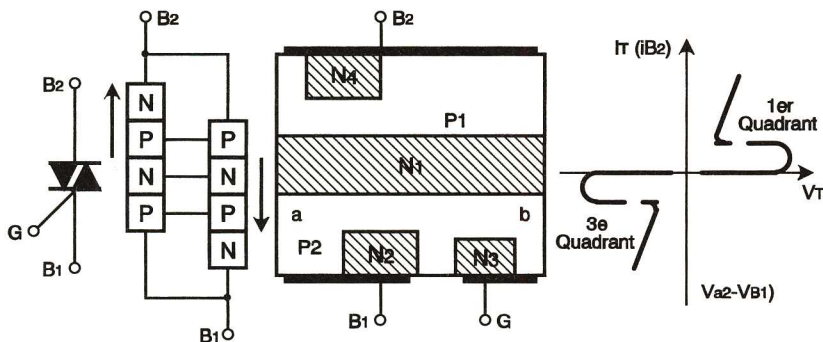 B2
G
B1
B2
N
P
N
P
P
N
P
N
B1
B2
N4
P1
N1
a
b
P2
N2
N3
B1
G
IT (iB2)
1er
Quadrant
VT
3e
Quadrant
Va2-VB1)